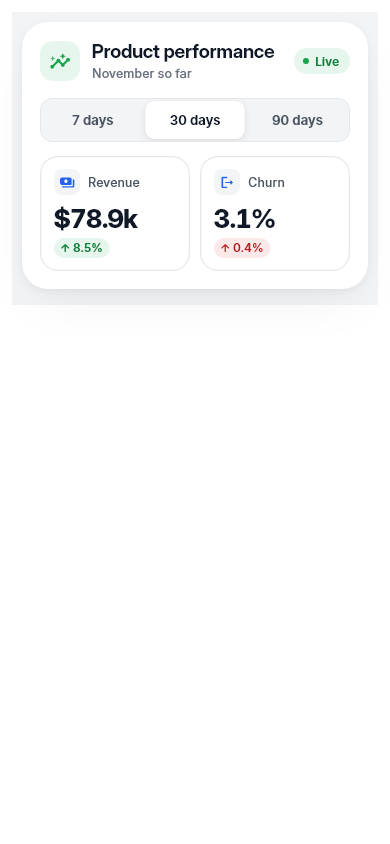 Product performance
November so far
Live
7 days
30 days
90 days
Revenue
$78.9k
↑ 8.5%
Churn
3.1%
↑ 0.4%